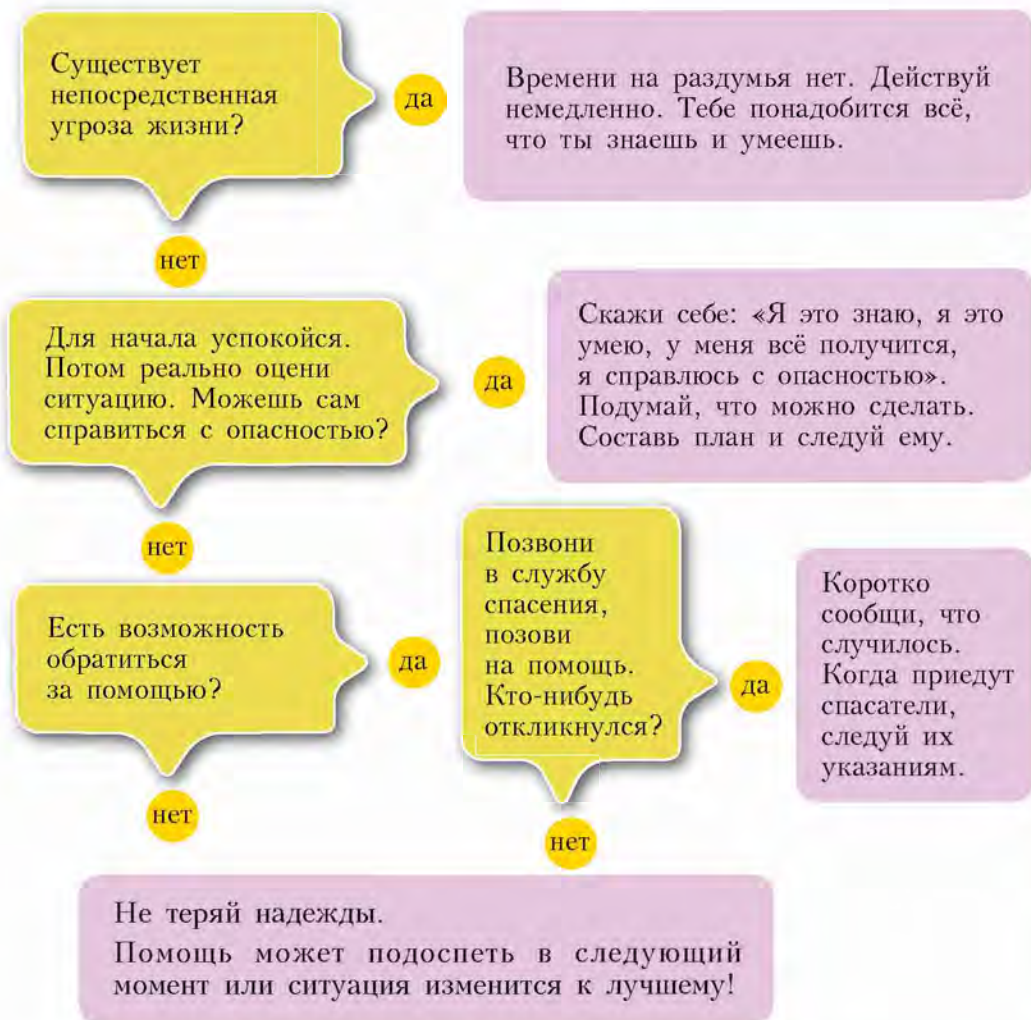 Существует
непосредственная
угроза жизни?
да
Времени на раздумья нет. Действуй
немедленно. Тебе понадобится всё,
что ты знаешь и умеешь.
нет
Для начала успокойся.
Потом реально оцени
ситуацию. Можешь сам
справиться с опасностью?
да
Скажи себе: «Я это знаю, я это
умею, у меня всё получится,
я справлюсь с опасностью».
Подумай, что можно сделать.
Составь план и следуй ему.
нет
Есть возможность
обратиться
за помощью?
да
Позвони
в службу
спасения,
позови
на помощь.
Кто-нибудь
откликнулся?
да
Коротко
сообщи, что
случилось.
Когда приедут
спасатели,
следуй их
указаниям.
нет
нет
Не теряй надежды.
Помощь может подоспеть в следующий
момент или ситуация изменится к лучшему!